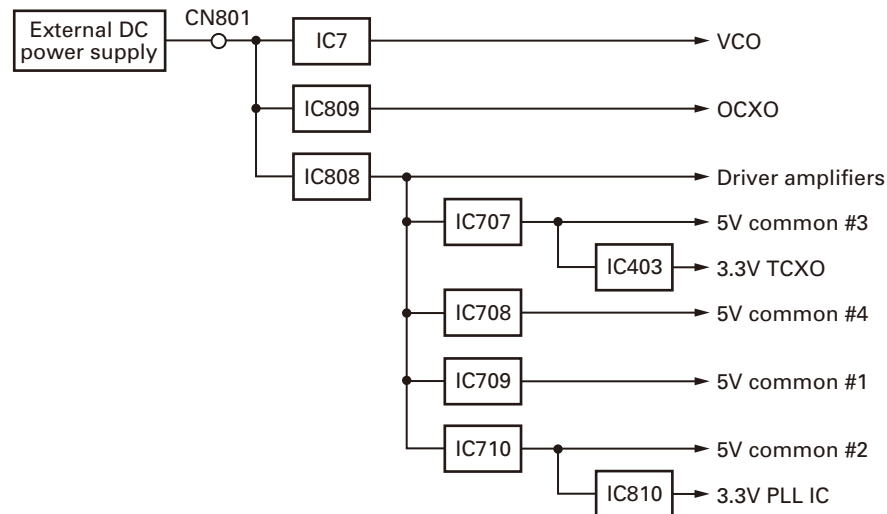 CN801
External DC
power supply
IC7
VCO
IC809
OCXO
IC808
Driver amplifiers
IC707
5V common #3
IC403
3.3V TCXO
IC708
5V common #4
IC709
5V common #1
IC710
5V common #2
IC810
3.3V PLL IC